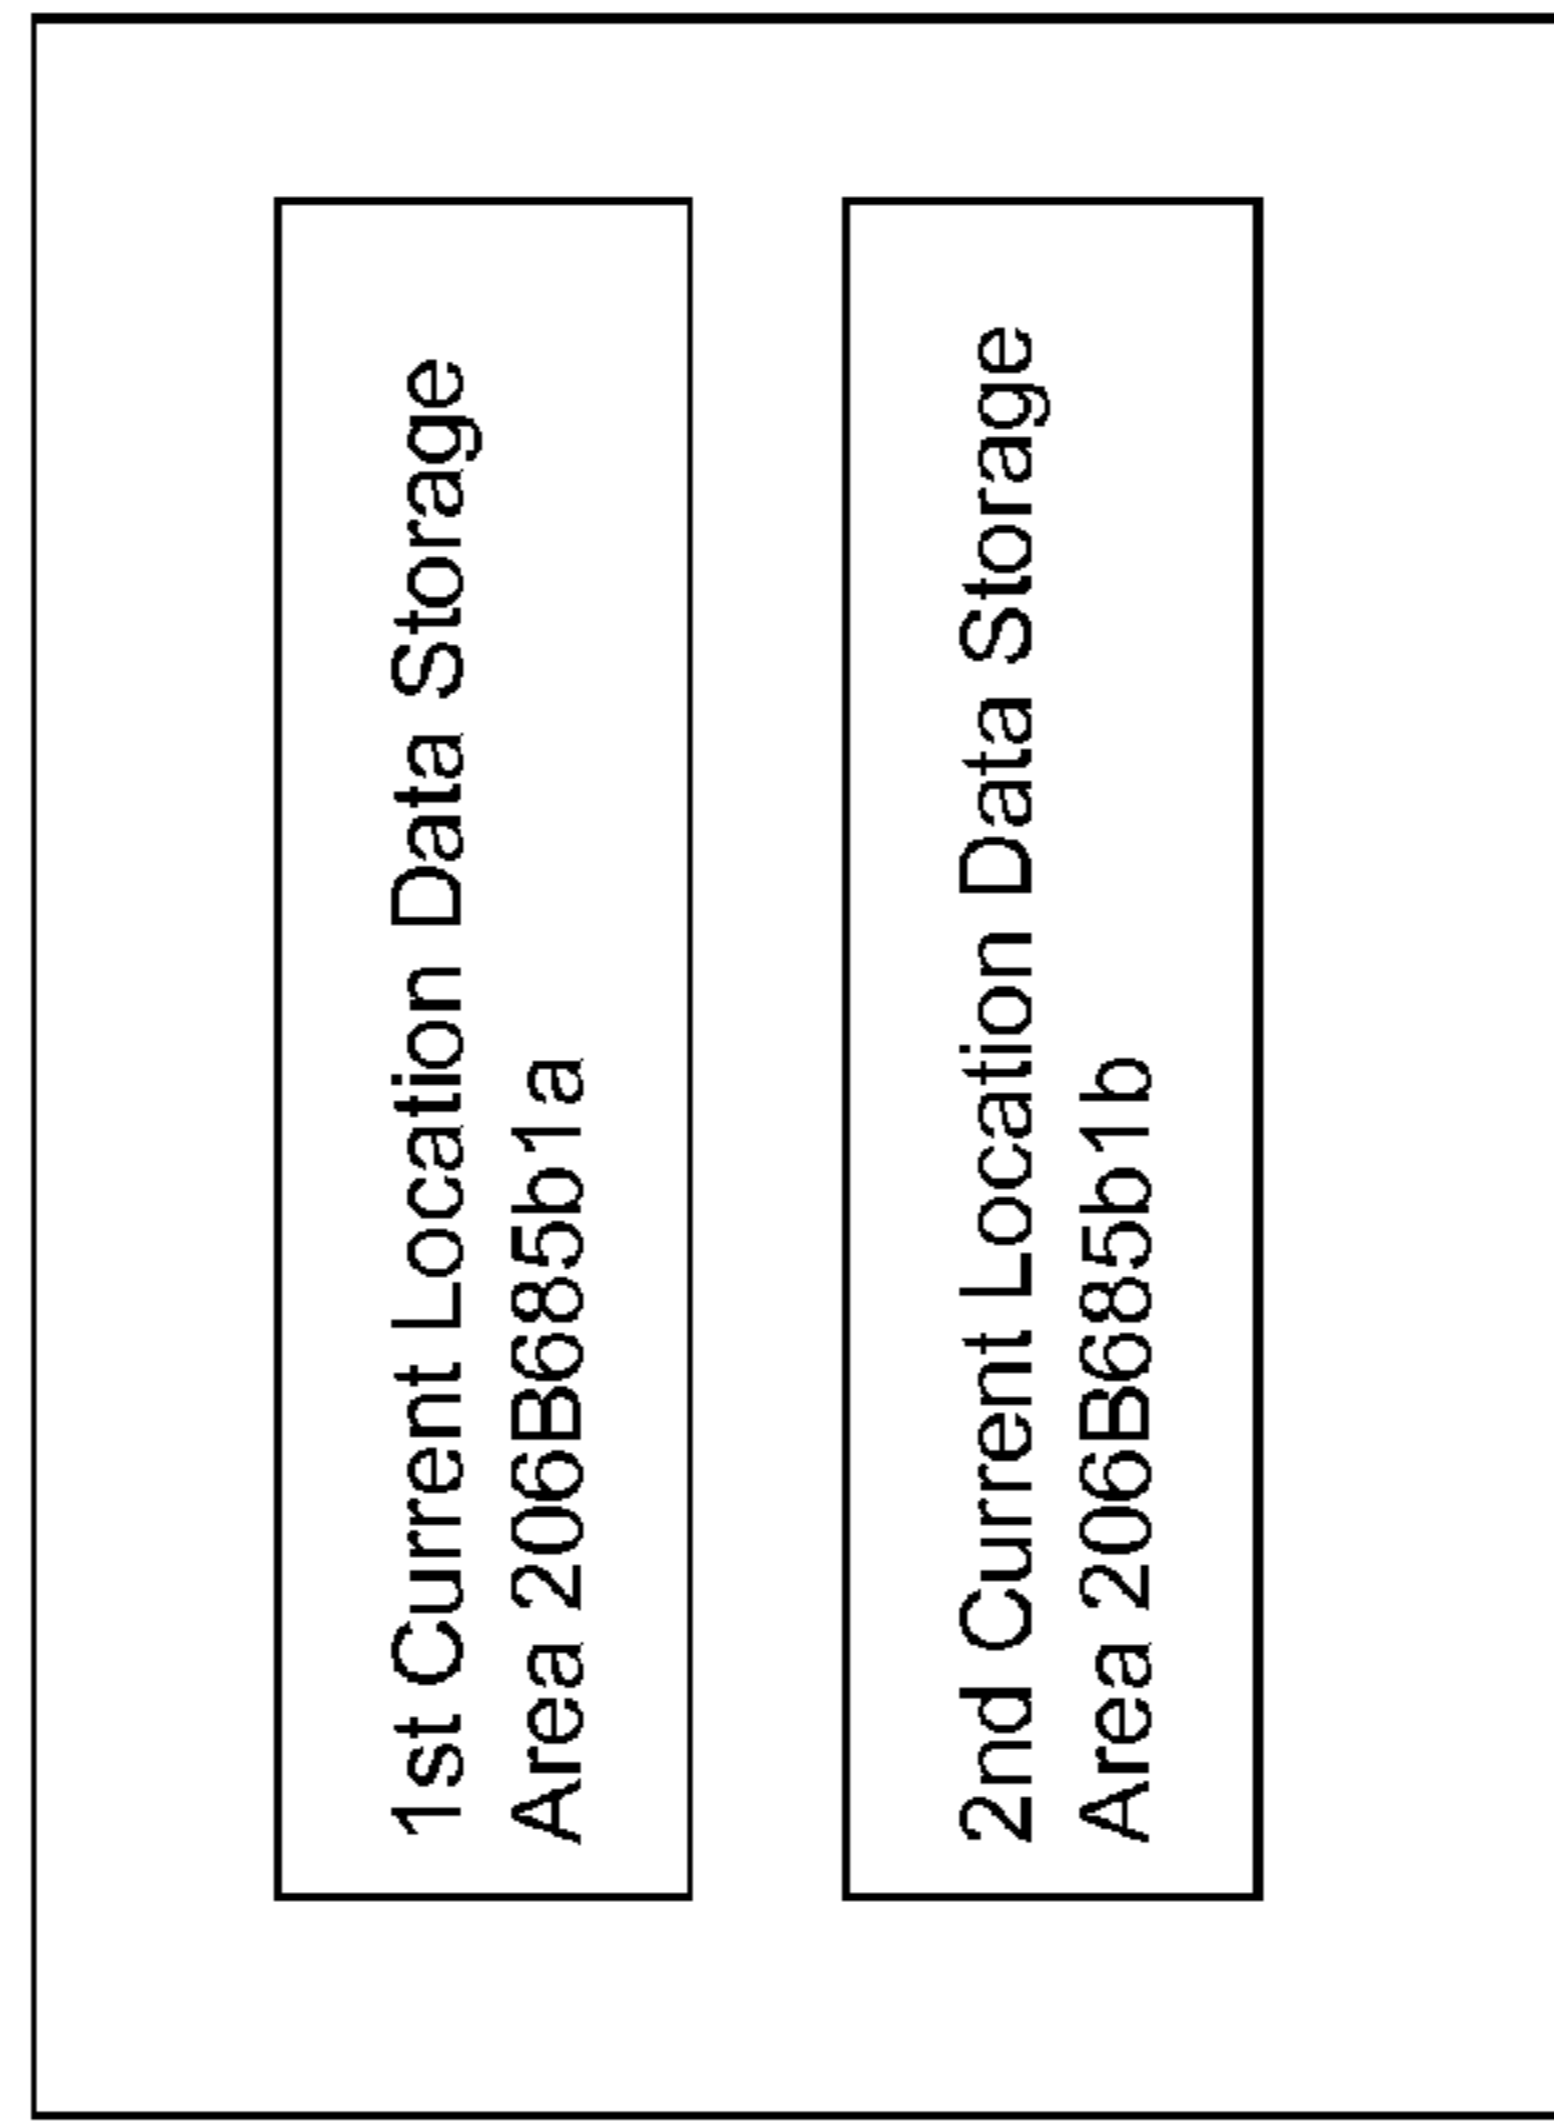 1st Current Location Data Storage
Area 206B685b1a
2nd Current Location Data Storage
Area 206B685b1b